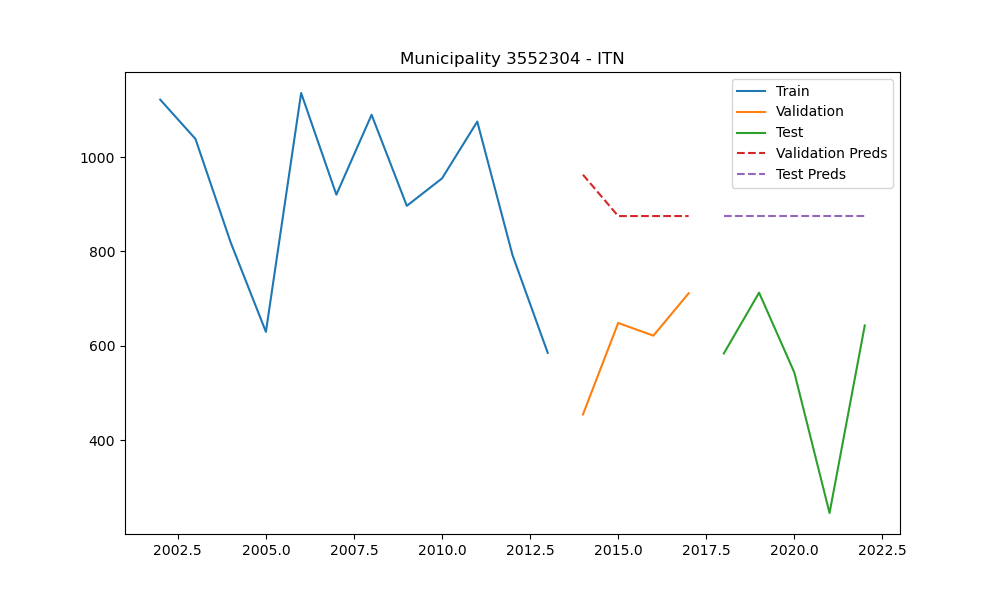 Municipality 3552304 - ITN
Train
Validation
Test
Validation Preds
Test Preds
1000
800
600
400
2002.5 2005.0 2007.5 2010.0 2012.5 2015.0 2017.5 2020.0 2022.5